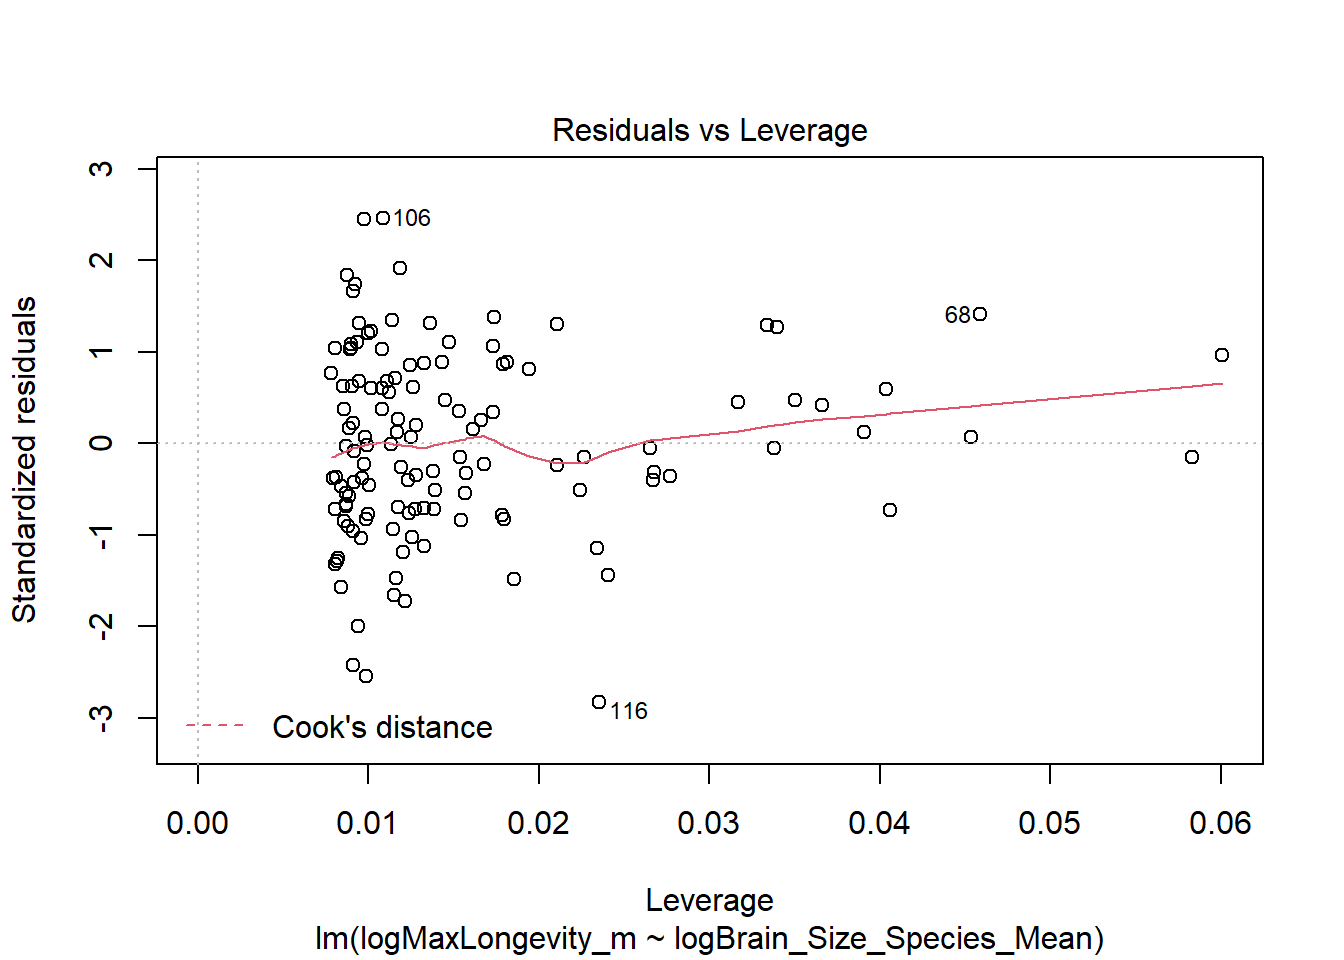 Residuals vs Leverage
Standardized residuals
3
2
1
0
-1
-2
-3
106
68
116
Cook's distance
0.00 0.01 0.02 0.03 0.04 0.05 0.06
Leverage
lm(logMaxLongevity_m ~ logBrain_Size_Species_Mean)